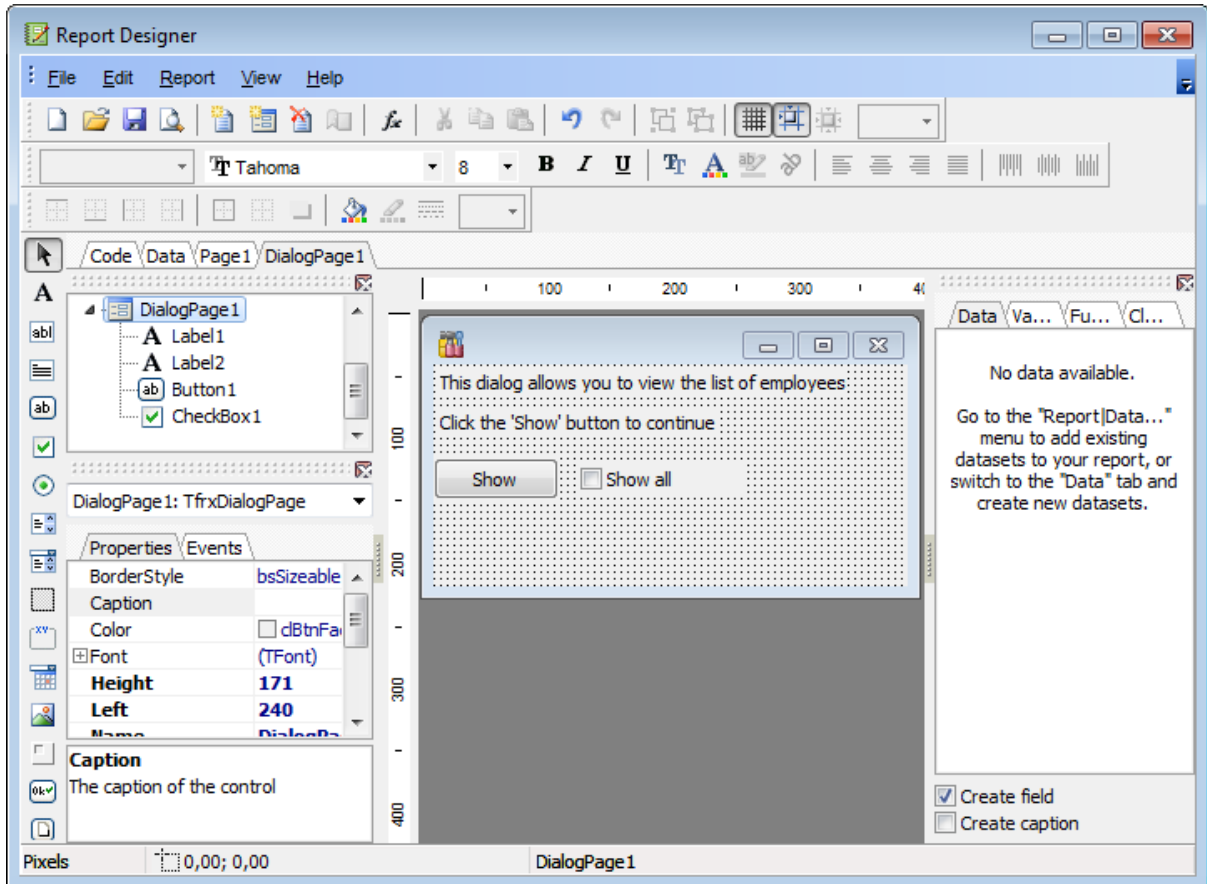 Report Designer
File Edit Report View Help
Tahoma 8 B I U
Code Data Page1 DialogPage1
DialogPage1
Label1
Label2
Button1
CheckBox1
DialogPage1: TfrxDialogPage
Properties Events
BorderStyle bsSizeable
Caption
Color clBtnFa
Font (TFont)
Height 171
Left 240
Name DialogPa
Caption
The caption of the control
100 200 300 40
100
200
300
400
This dialog allows you to view the list of employees
Click the 'Show' button to continue
Show Show all
Data Va... Fu... Cl...
No data available.
Go to the "Report|Data..."
menu to add existing
datasets to your report, or
switch to the "Data" tab and
create new datasets.
Create field
Create caption
Pixels 0,00; 0,00 DialogPage1